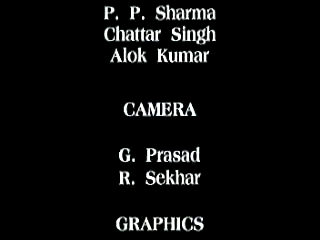 P. P. Sharma
Chattar Singh
Alok Kumar
CAMERA
G. Prasad
R. Sekhar
GRAPHICS